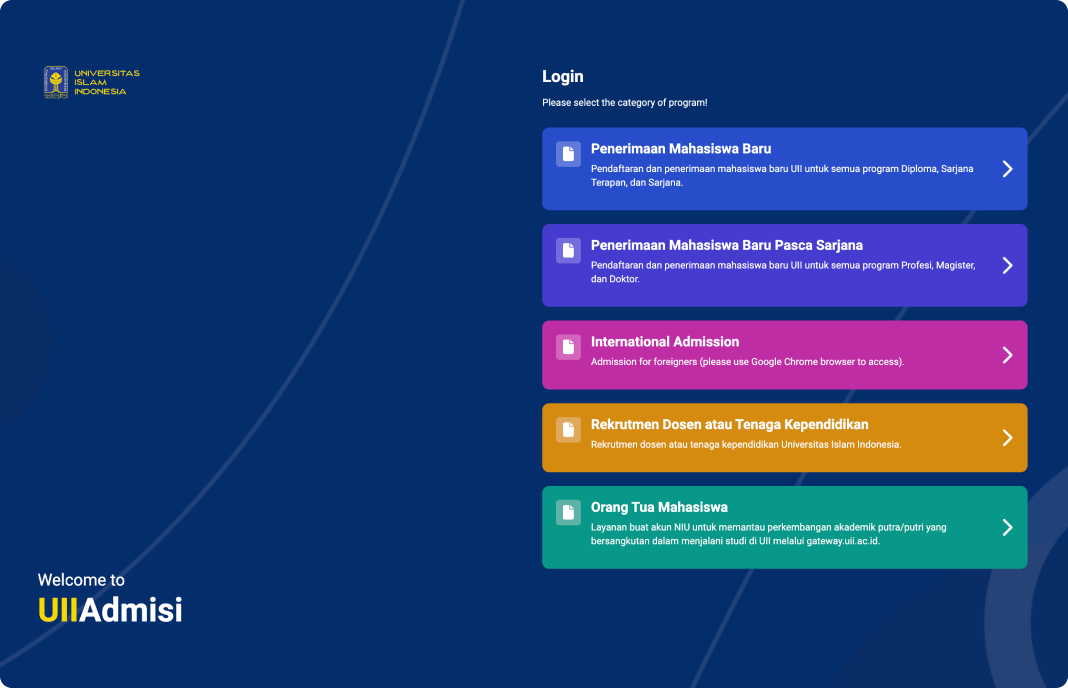 UNIVERSITAS
ISLAM
INDONESIA
Login
Please select the category of program!
Penerimaan Mahasiswa Baru
Pendaftaran dan penerimaan mahasiswa baru UII untuk semua program Diploma, Sarjana
Terapan, dan Sarjana.
Penerimaan Mahasiswa Baru Pasca Sarjana
Pendaftaran dan penerimaan mahasiswa baru UII untuk semua program Profesi, Magister,
dan Doktor.
International Admission
Admission for foreigners (please use Google Chrome browser to access).
Rekrutmen Dosen atau Tenaga Kependidikan
Rekrutmen dosen atau tenaga kependidikan Universitas Islam Indonesia.
Orang Tua Mahasiswa
Layanan buat akun NIU untuk memantau perkembangan akademik putra/putri yang
bersangkutan dalam menjalani studi di UII melalui gateway.uii.ac.id.
Welcome to
UIIAdmisi